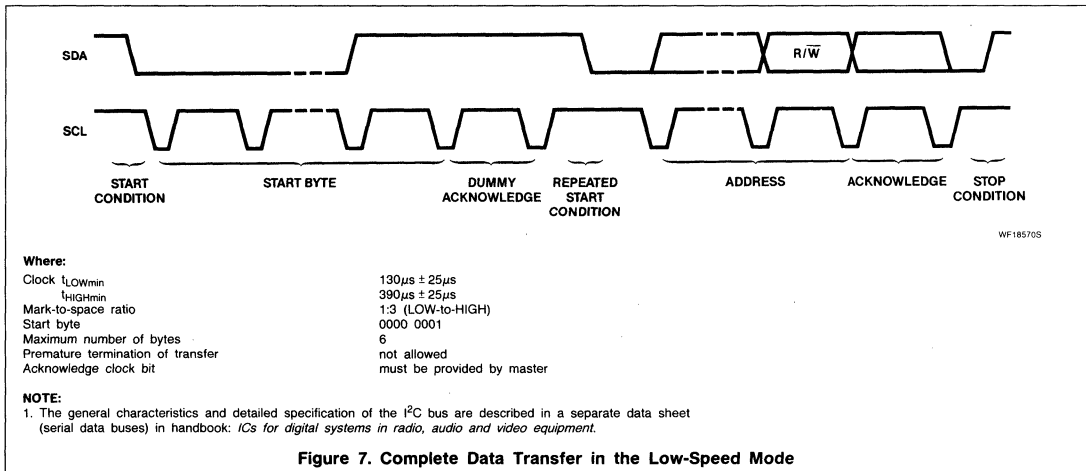 SDA
R/W̅
SCL
START CONDITION
START BYTE
DUMMY ACKNOWLEDGE
REPEATED START CONDITION
ADDRESS
ACKNOWLEDGE
STOP CONDITION
WF18570S
Where:
Clock tLOWmin 130µs ± 25µs
tHIGHmin 390µs ± 25µs
Mark-to-space ratio 1:3 (LOW-to-HIGH)
Start byte 0000 0001
Maximum number of bytes 6
Premature termination of transfer not allowed
Acknowledge clock bit must be provided by master
NOTE:
1. The general characteristics and detailed specification of the I²C bus are described in a separate data sheet
(serial data buses) in handbook: ICs for digital systems in radio, audio and video equipment.
Figure 7. Complete Data Transfer in the Low-Speed Mode